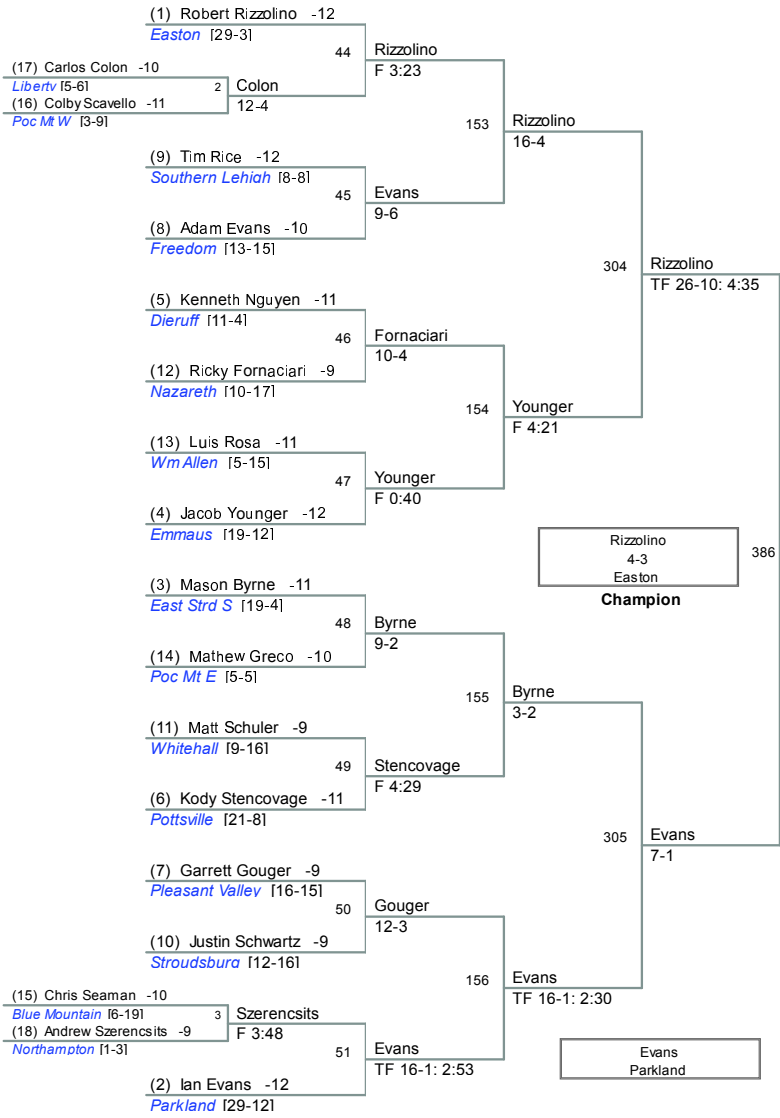 (1) Robert Rizzolino -12
Easton [29-3]
44
Rizzolino
F 3:23
(17) Carlos Colon -10
Liberty [5-6]
2
Colon
12-4
(16) Colby Scavello -11
Poc Mt W [3-9]
153
Rizzolino
16-4
(9) Tim Rice -12
Southern Lehigh [8-8]
45
Evans
9-6
(8) Adam Evans -10
Freedom [13-15]
304
Rizzolino
TF 26-10: 4:35
(5) Kenneth Nguyen -11
Dieruff [11-4]
46
Fornaciari
10-4
(12) Ricky Fornaciari -9
Nazareth [10-17]
154
Younger
F 4:21
(13) Luis Rosa -11
Wm Allen [5-15]
47
Younger
F 0:40
(4) Jacob Younger -12
Emmaus [19-12]
Rizzolino
4-3
Easton
Champion
386
(3) Mason Byrne -11
East Strd S [19-4]
48
Byrne
9-2
(14) Mathew Greco -10
Poc Mt E [5-5]
155
Byrne
3-2
(11) Matt Schuler -9
Whitehall [9-16]
49
Stencovage
F 4:29
(6) Kody Stencovage -11
Pottsville [21-8]
305
Evans
7-1
(7) Garrett Gouger -9
Pleasant Valley [16-15]
50
Gouger
12-3
(10) Justin Schwartz -9
Stroudsburg [12-16]
156
Evans
TF 16-1: 2:30
(15) Chris Seaman -10
Blue Mountain [6-19]
3
Szerencsits
F 3:48
(18) Andrew Szerencsits -9
Northampton [1-3]
51
Evans
TF 16-1: 2:53
(2) Ian Evans -12
Parkland [29-12]
Evans
Parkland